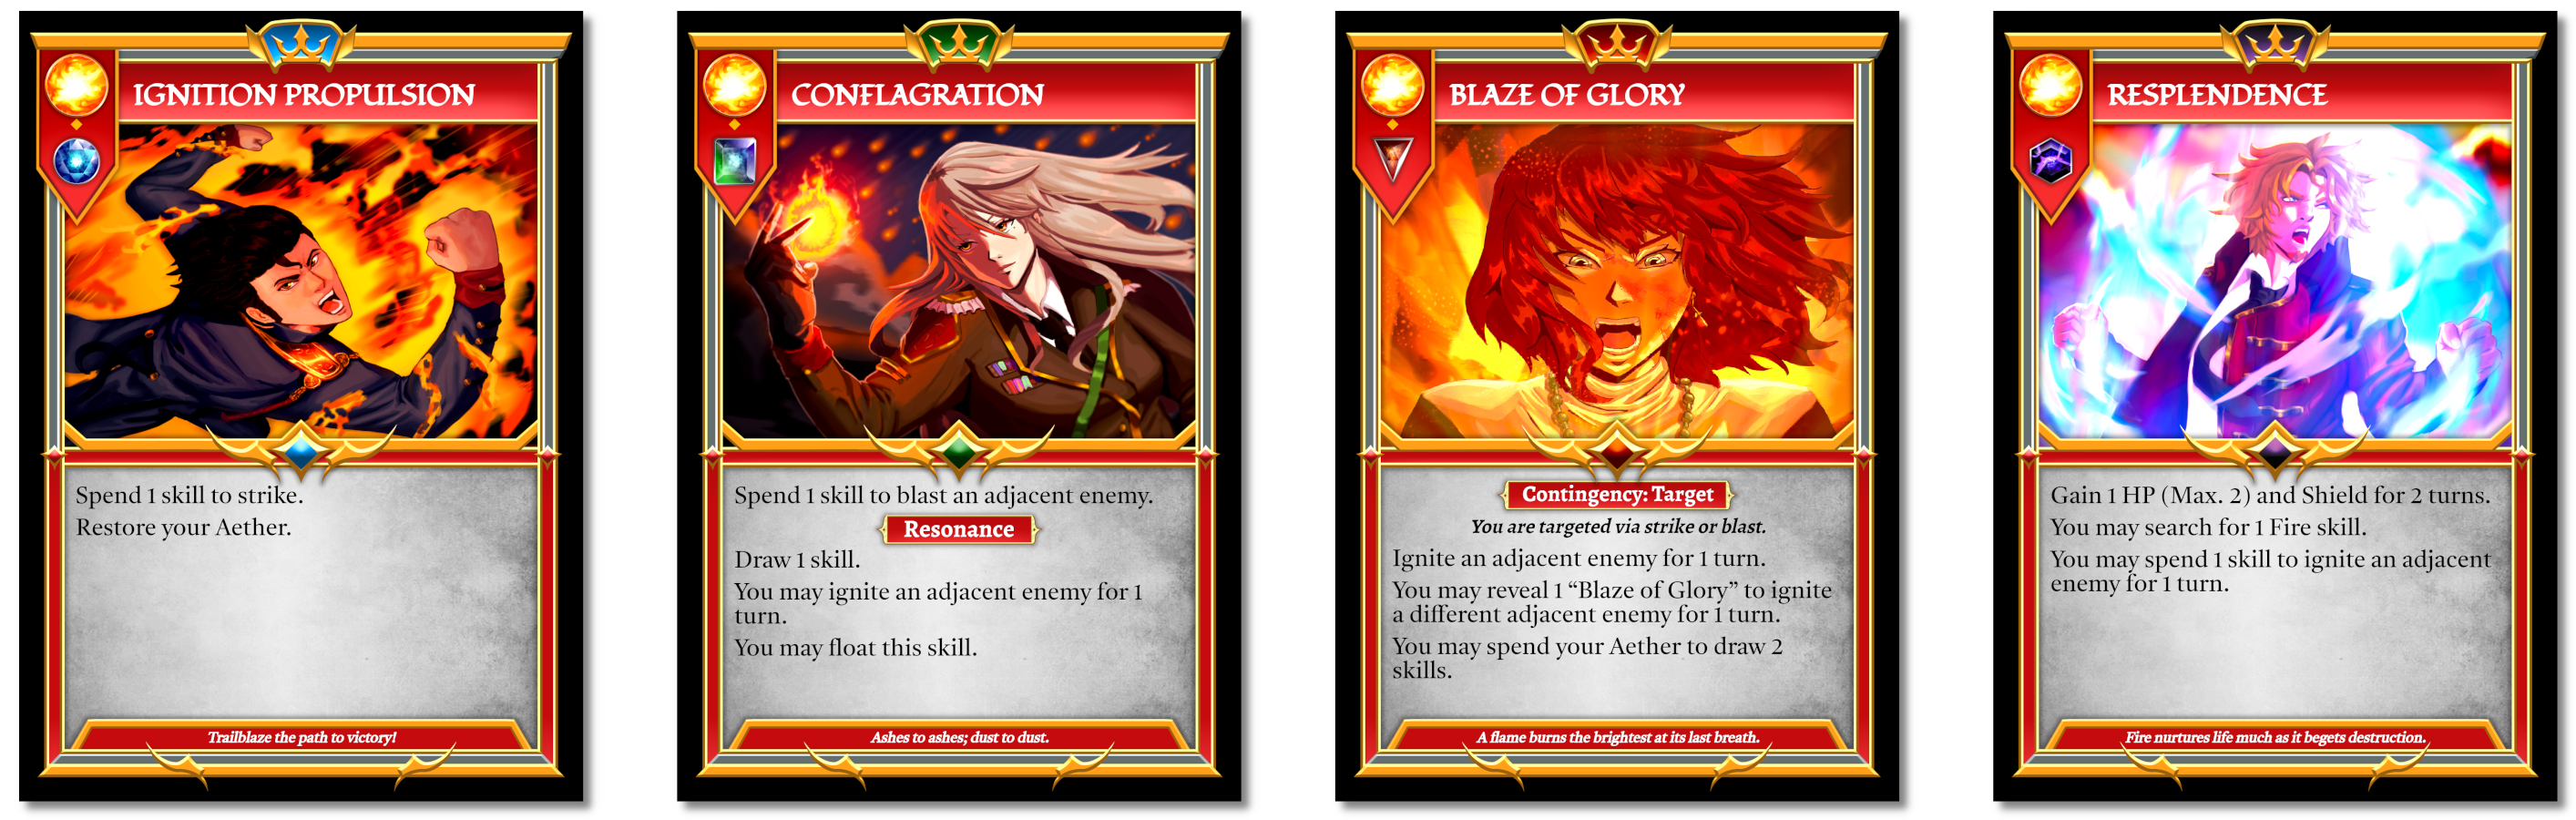 IGNITION PROPULSION
Spend 1 skill to strike.
Restore your Aether.
Trailblaze the path to victory!
CONFLAGRATION
Spend 1 skill to blast an adjacent enemy.
Resonance
Draw 1 skill.
You may ignite an adjacent enemy for 1
turn.
You may float this skill.
Ashes to ashes; dust to dust.
BLAZE OF GLORY
Contingency: Target
You are targeted via strike or blast.
Ignite an adjacent enemy for 1 turn.
You may reveal 1 “Blaze of Glory” to ignite
a different adjacent enemy for 1 turn.
You may spend your Aether to draw 2
skills.
A flame burns the brightest at its last breath.
RESPLENDENCE
Gain 1 HP (Max. 2) and Shield for 2 turns.
You may search for 1 Fire skill.
You may spend 1 skill to ignite an adjacent
enemy for 1 turn.
Fire nurtures life much as it begets destruction.